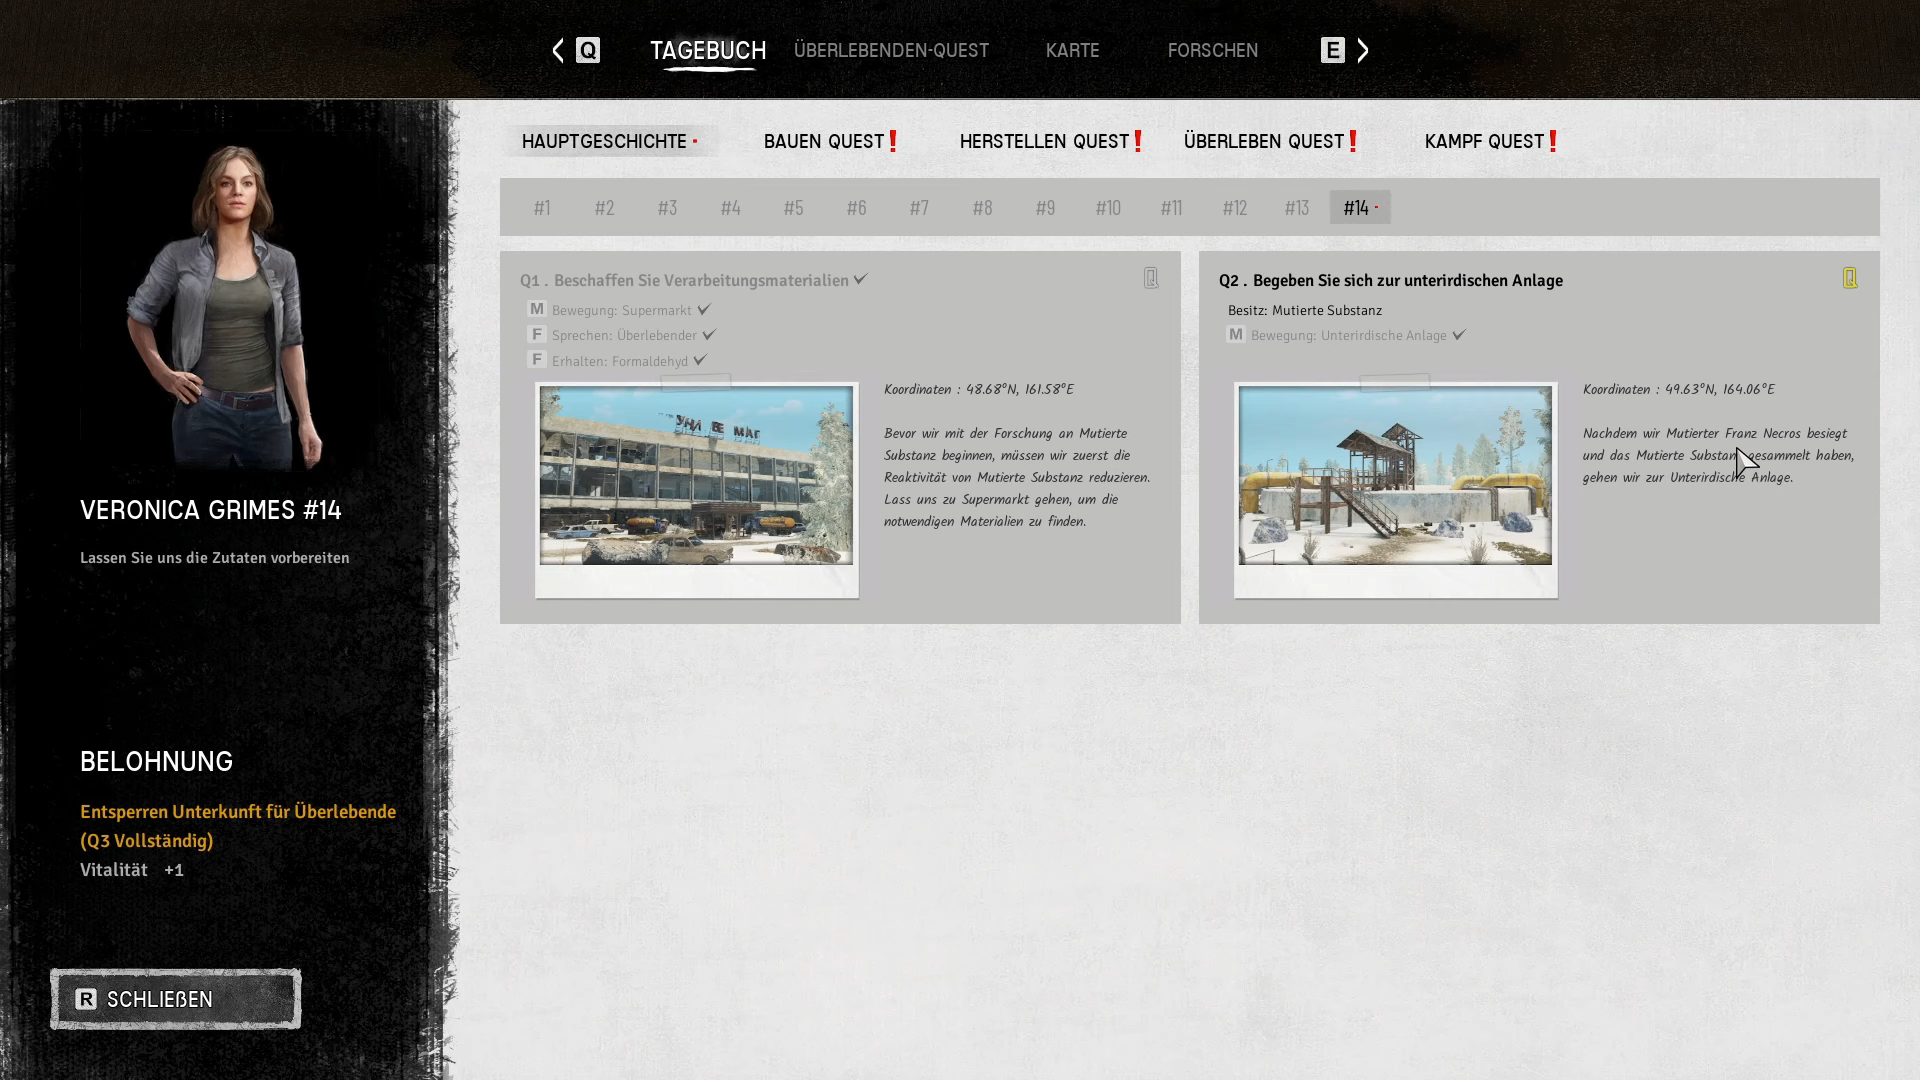 Q TAGEBUCH ÜBERLEBENDEN-QUEST KARTE FORSCHEN E
HAUPTGESCHICHTE BAUEN QUEST! HERSTELLEN QUEST! ÜBERLEBEN QUEST! KAMPF QUEST!
#1 #2 #3 #4 #5 #6 #7 #8 #9 #10 #11 #12 #13 #14
Q1 . Beschaffen Sie Verarbeitungsmaterialien
M Bewegung: Supermarkt
F Sprechen: Überlebender
F Erhalten: Formaldehyd
УНИ ВЕ МАГ
Koordinaten : 48.68°N, 161.58°E
Bevor wir mit der Forschung an Mutierte
Substanz beginnen, müssen wir zuerst die
Reaktivität von Mutierte Substanz reduzieren.
Lass uns zu Supermarkt gehen, um die
notwendigen Materialien zu finden.
Q2 . Begeben Sie sich zur unterirdischen Anlage
Besitz: Mutierte Substanz
M Bewegung: Unterirdische Anlage
Koordinaten : 49.63°N, 164.06°E
Nachdem wir Mutierter Franz Necros besiegt
und das Mutierte Substanz gesammelt haben,
gehen wir zur Unterirdische Anlage.
VERONICA GRIMES #14
Lassen Sie uns die Zutaten vorbereiten
BELOHNUNG
Entsperren Unterkunft für Überlebende
(Q3 Vollständig)
Vitalität +1
R SCHLIEßEN